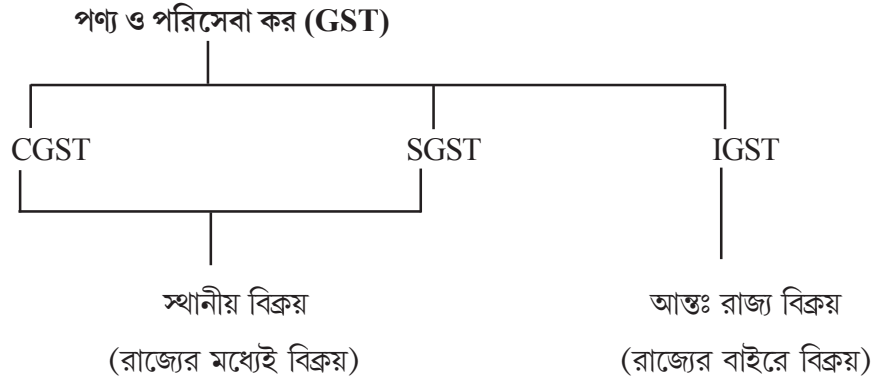 পণ্য ও পরিসেবা কর (GST)
CGST SGST IGST
স্থানীয় বিক্রয় আন্তঃ রাজ্য বিক্রয়
(রাজ্যের মধ্যেই বিক্রয়) (রাজ্যের বাইরে বিক্রয়)